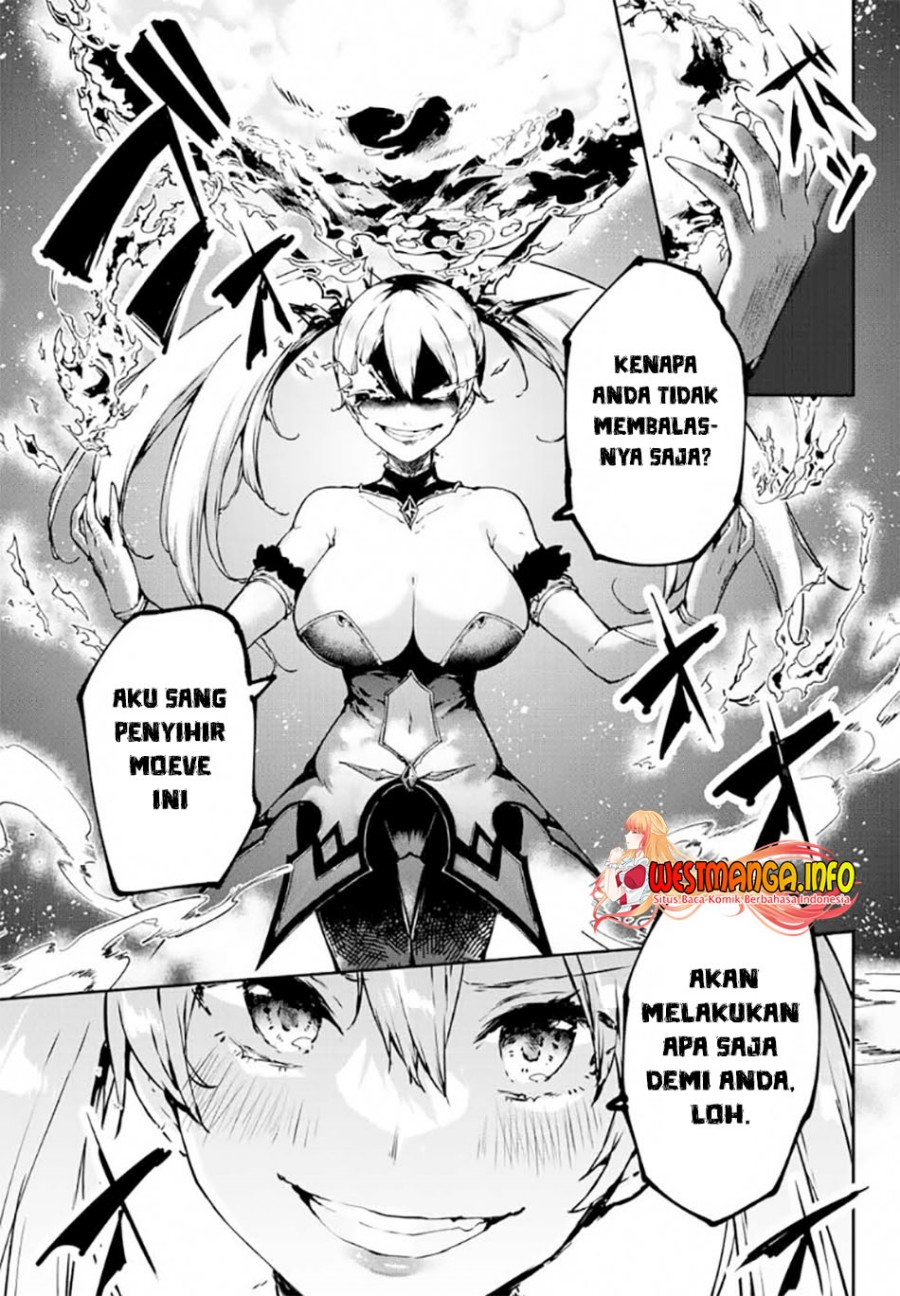 KENAPA
ANDA TIDAK
MEMBALAS-
NYA SAJA?
AKU SANG
PENYIHIR
MOEVE
INI
WESTMANGA.INFO
Situs Baca Komik Berbahasa Indonesia
AKAN
MELAKUKAN
APA SAJA
DEMI ANDA,
LOH.